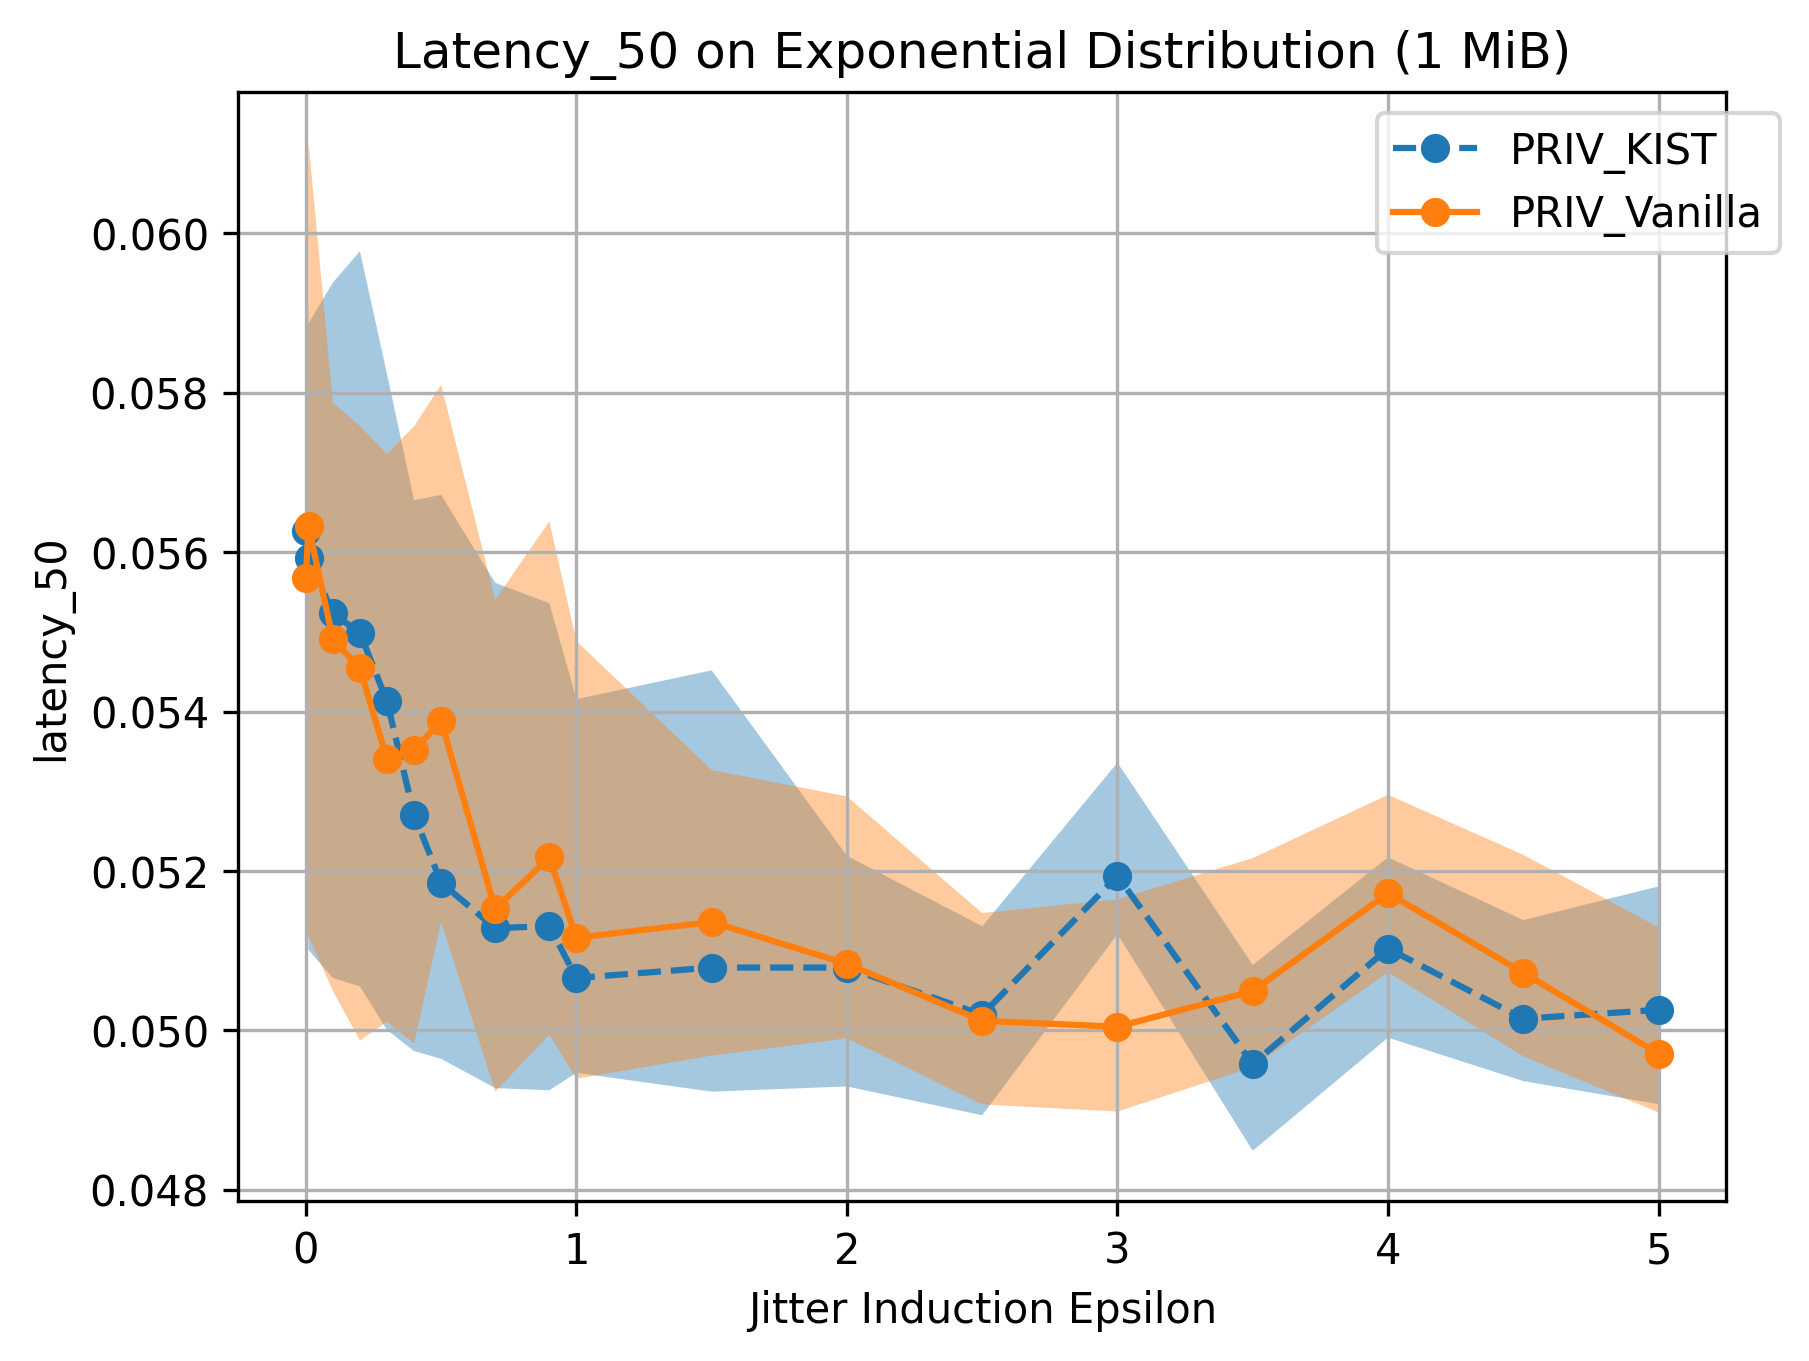 Latency_50 on Exponential Distribution (1 MiB)
PRIV_KIST
PRIV_Vanilla
0.060
0.058
0.056
0.054
0.052
0.050
0.048
latency_50
0 1 2 3 4 5
Jitter Induction Epsilon